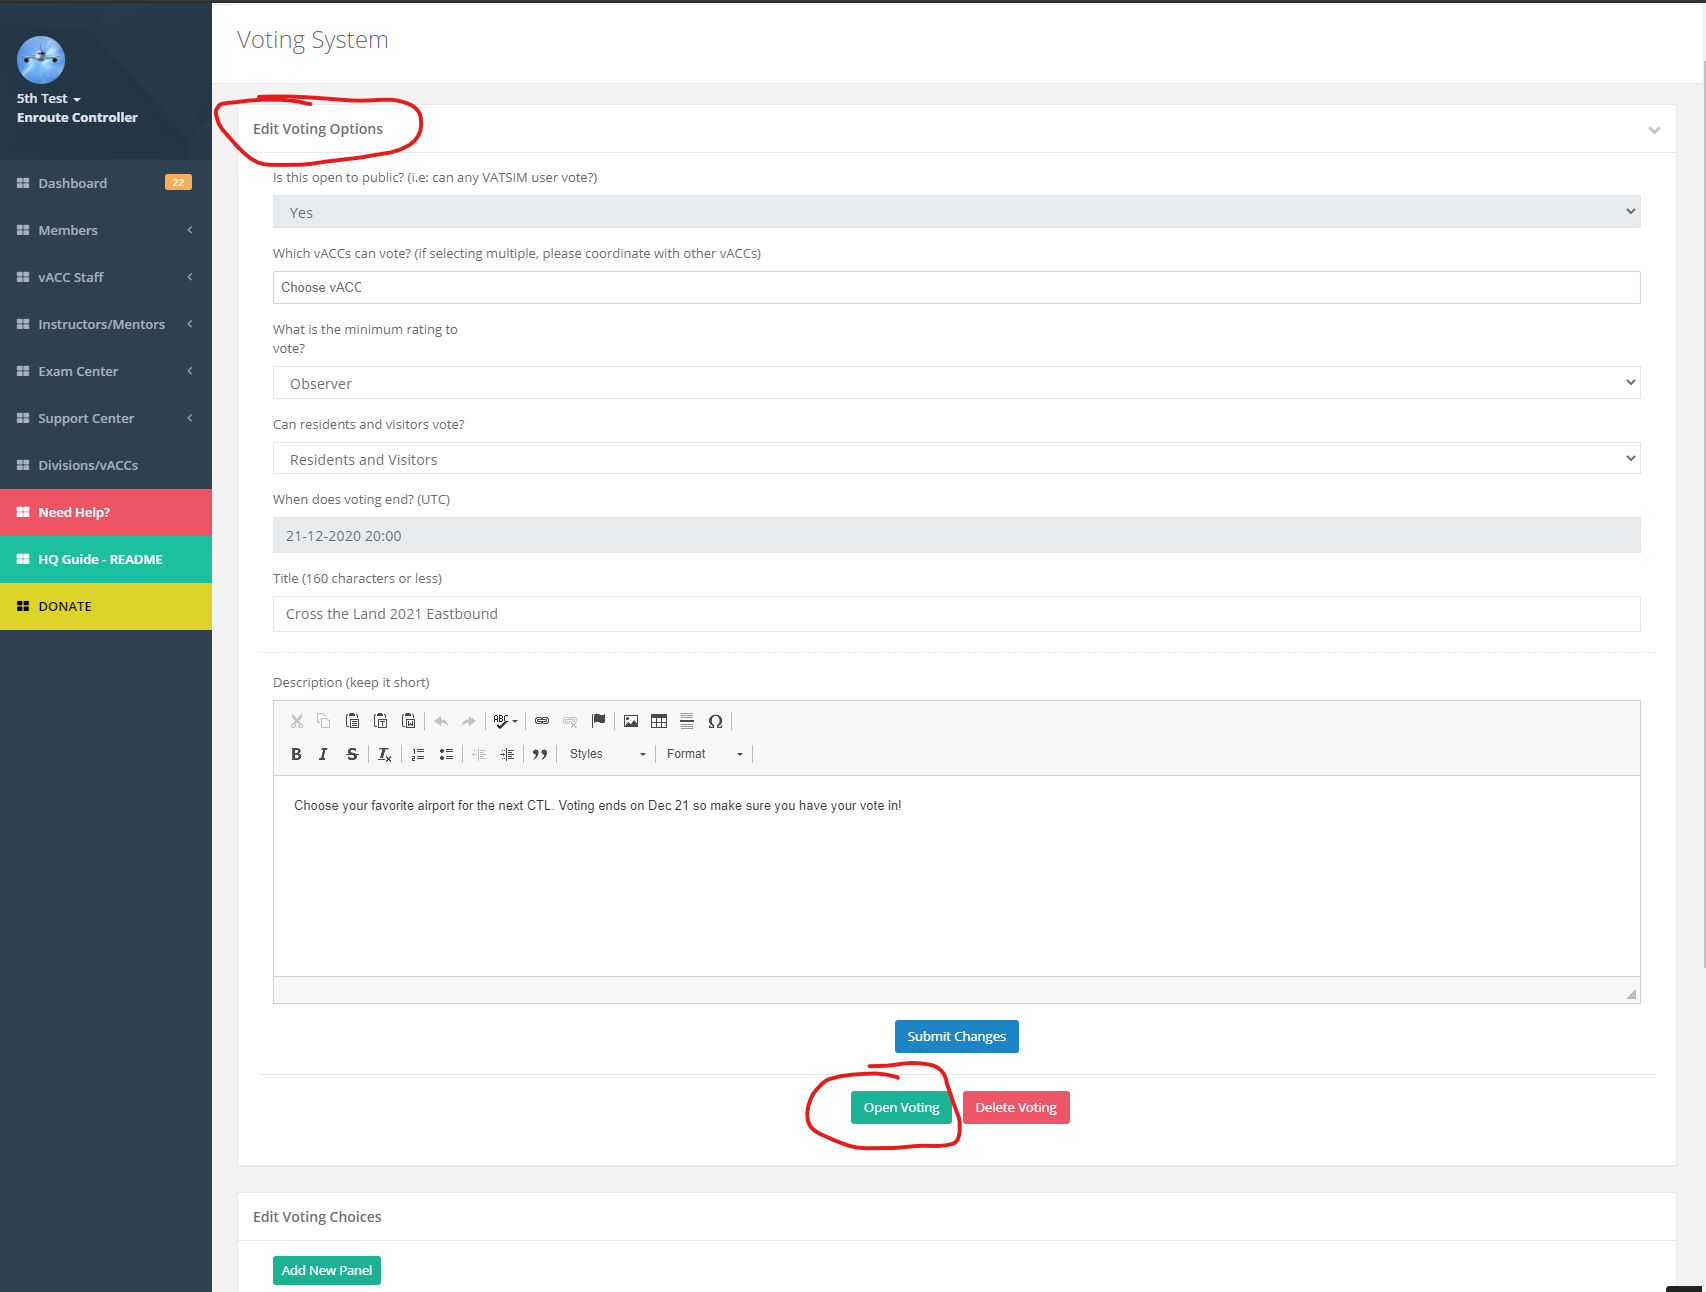 Voting System
5th Test
Enroute Controller
Dashboard 22
Members
vACC Staff
Instructors/Mentors
Exam Center
Support Center
Divisions/vACCs
Need Help?
HQ Guide - README
DONATE
Edit Voting Options
Is this open to public? (i.e: can any VATSIM user vote?)
Yes
Which vACCs can vote? (if selecting multiple, please coordinate with other vACCs)
Choose vACC
What is the minimum rating to
vote?
Observer
Can residents and visitors vote?
Residents and Visitors
When does voting end? (UTC)
21-12-2020 20:00
Title (160 characters or less)
Cross the Land 2021 Eastbound
Description (keep it short)
ABC Ω
B I S Tx Styles Format
Choose your favorite airport for the next CTL. Voting ends on Dec 21 so make sure you have your vote in!
Submit Changes
Open Voting Delete Voting
Edit Voting Choices
Add New Panel